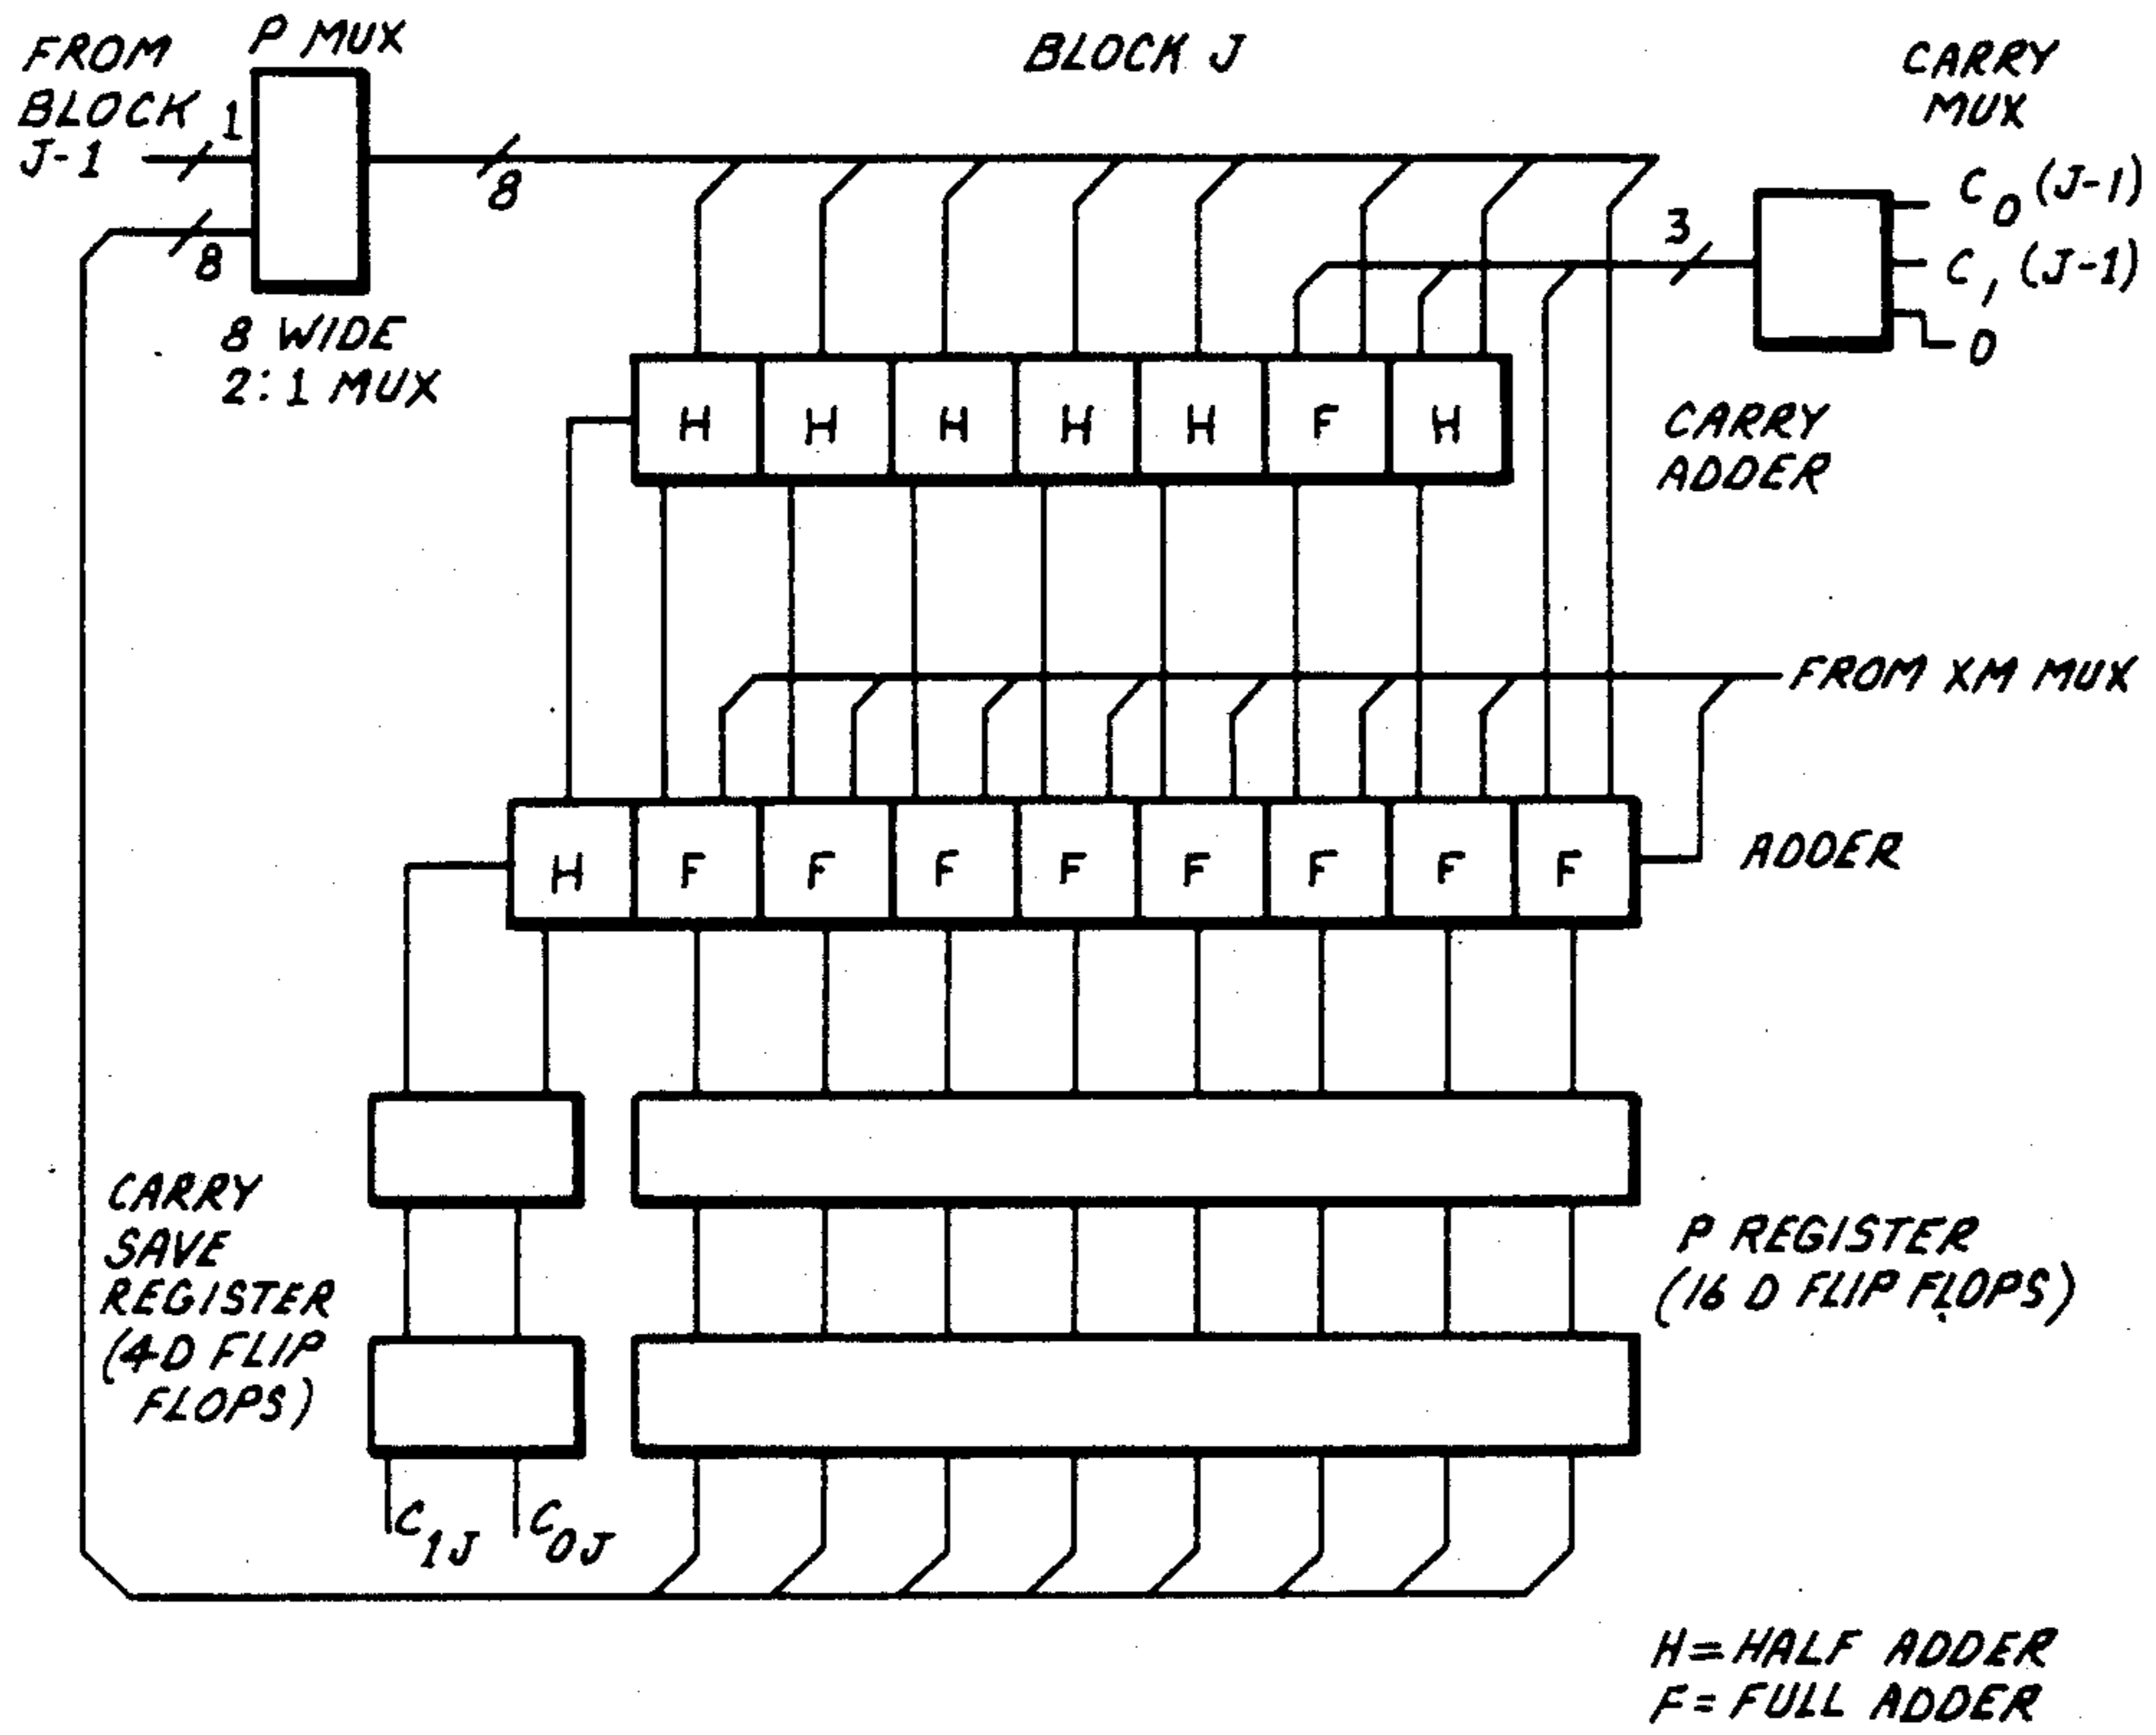 P MUX
FROM
BLOCK
J-1
1
8
8
8 WIDE
2:1 MUX
BLOCK J
CARRY
MUX
C0 (J-1)
C1 (J-1)
0
3
H H H H H F H
CARRY
ADDER
FROM XM MUX
H F F F F F F F F
ADDER
CARRY
SAVE
REGISTER
(4D FLIP
FLOPS)
P REGISTER
(16 D FLIP FLOPS)
C1J
C0J
H=HALF ADDER
F=FULL ADDER